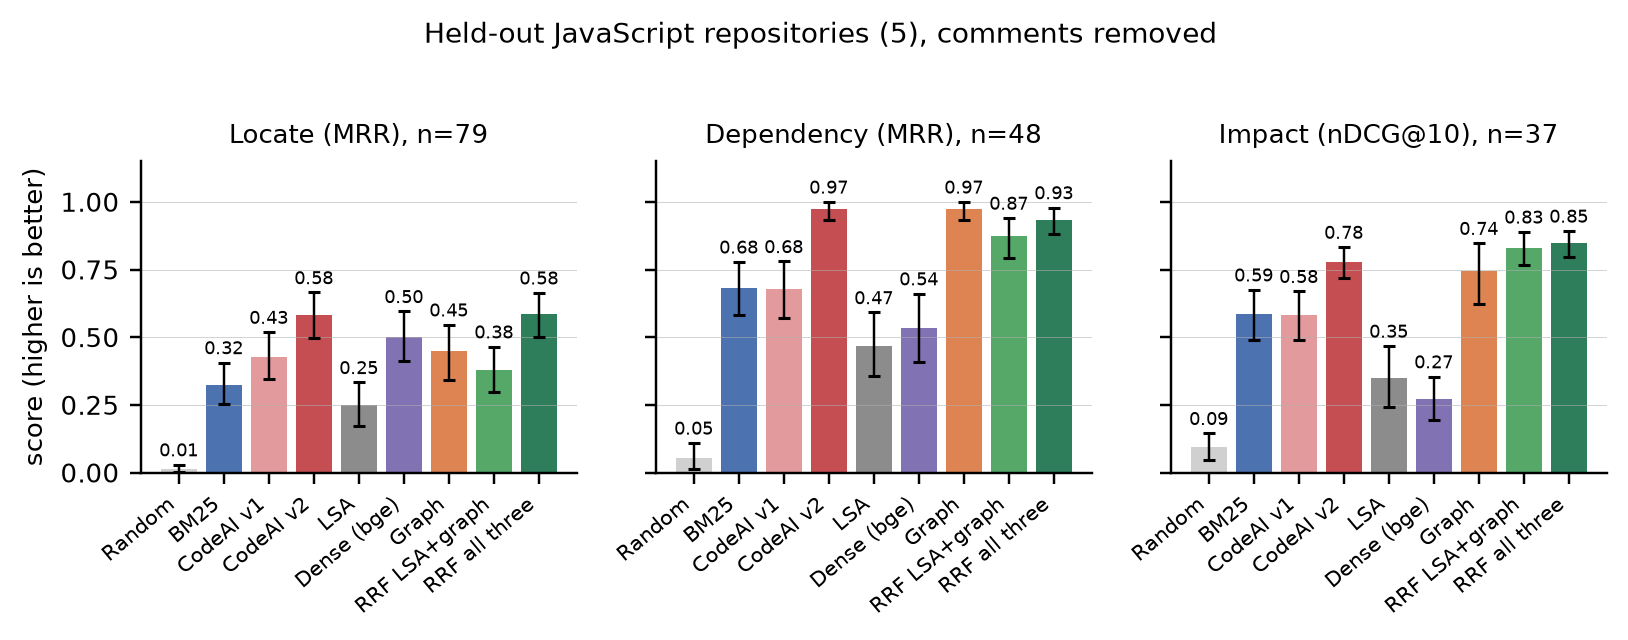 Held-out JavaScript repositories (5), comments removed
Locate (MRR), n=79
score (higher is better)
1.00
0.75
0.50
0.25
0.00
0.01
0.32
0.43
0.58
0.25
0.50
0.45
0.38
0.58
Random
BM25
CodeAI v1
CodeAI v2
LSA
Dense (bge)
Graph
RRF LSA+graph
RRF all three
Dependency (MRR), n=48
0.05
0.68
0.68
0.97
0.47
0.54
0.97
0.87
0.93
Random
BM25
CodeAI v1
CodeAI v2
LSA
Dense (bge)
Graph
RRF LSA+graph
RRF all three
Impact (nDCG@10), n=37
0.09
0.59
0.58
0.78
0.35
0.27
0.74
0.83
0.85
Random
BM25
CodeAI v1
CodeAI v2
LSA
Dense (bge)
Graph
RRF LSA+graph
RRF all three